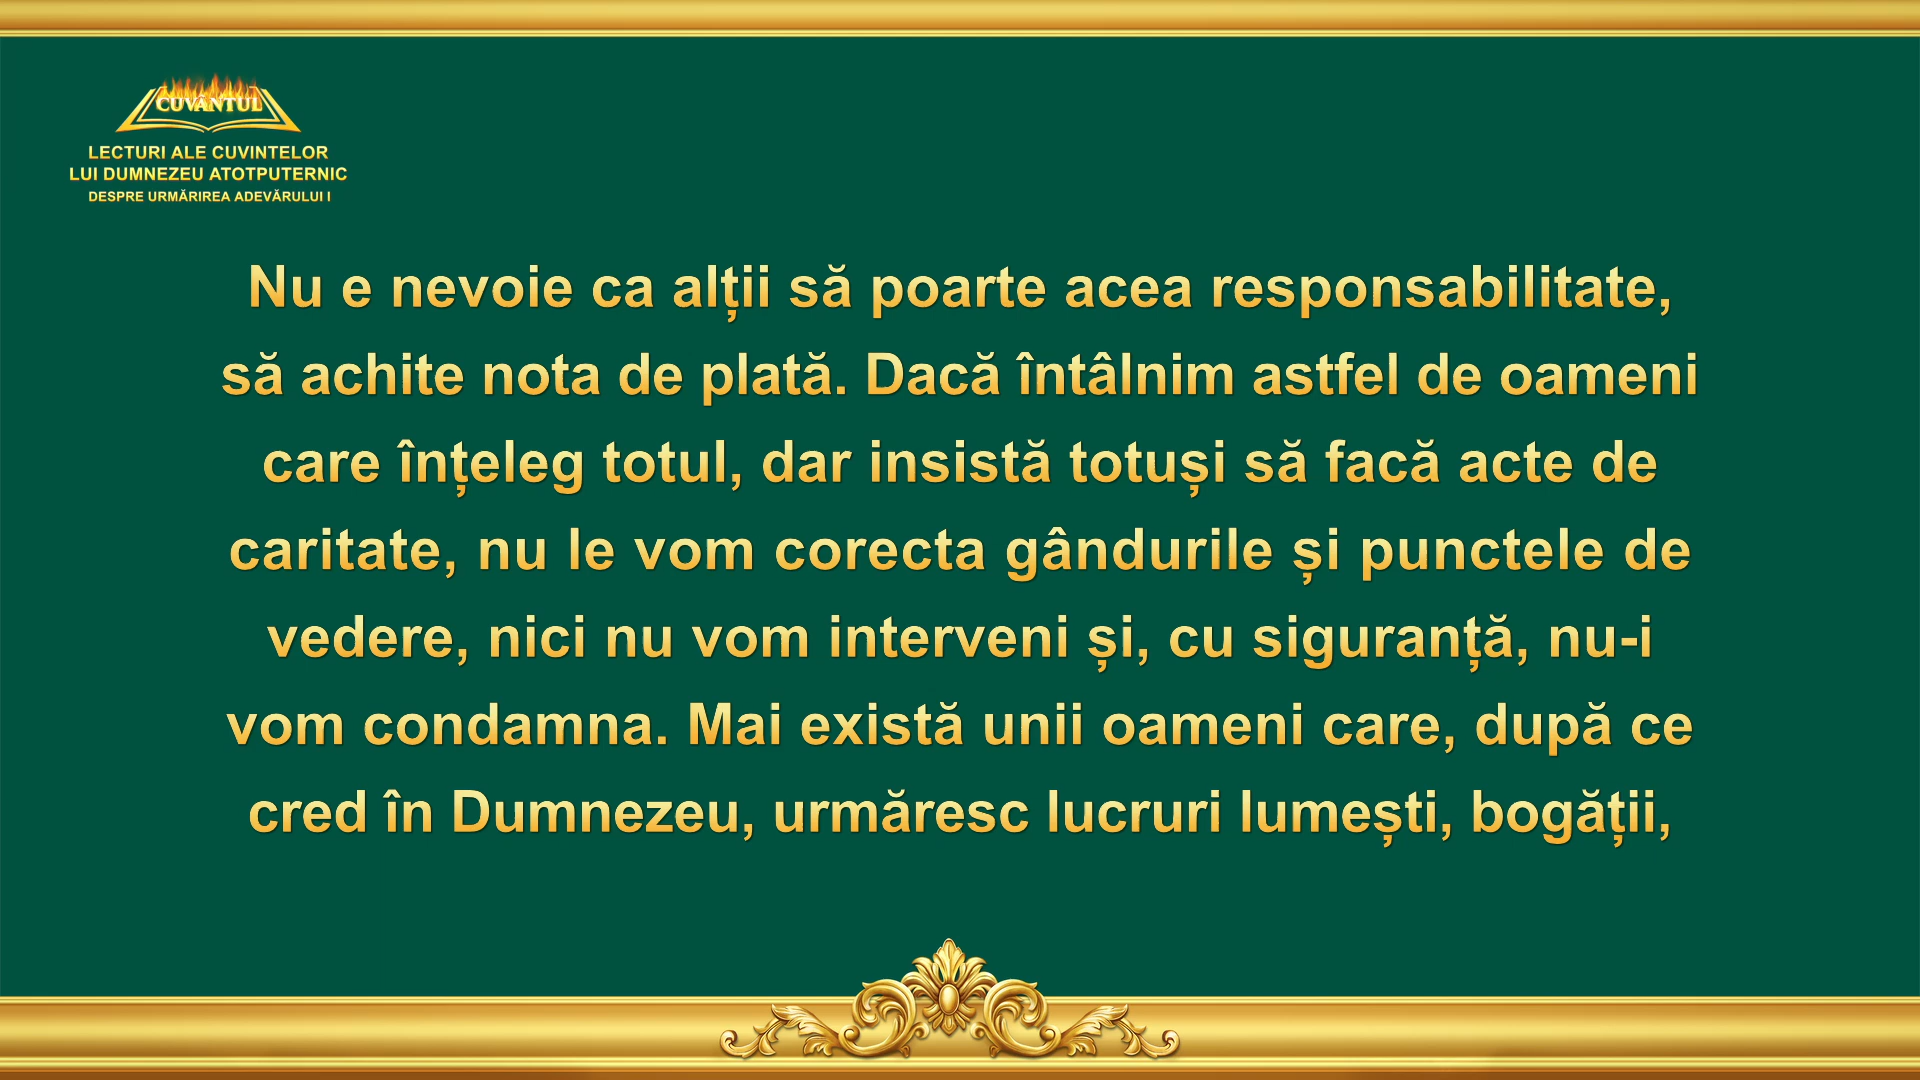 CUVÂNTUL
LECTURI ALE CUVINTELOR
LUI DUMNEZEU ATOTPUTERNIC
DESPRE URMĂRIREA ADEVĂRULUI I
Nu e nevoie ca alții să poarte acea responsabilitate,
să achite nota de plată. Dacă întâlnim astfel de oameni
care înțeleg totul, dar insistă totuși să facă acte de
caritate, nu le vom corecta gândurile și punctele de
vedere, nici nu vom interveni și, cu siguranță, nu-i
vom condamna. Mai există unii oameni care, după ce
cred în Dumnezeu, urmăresc lucruri lumești, bogății,